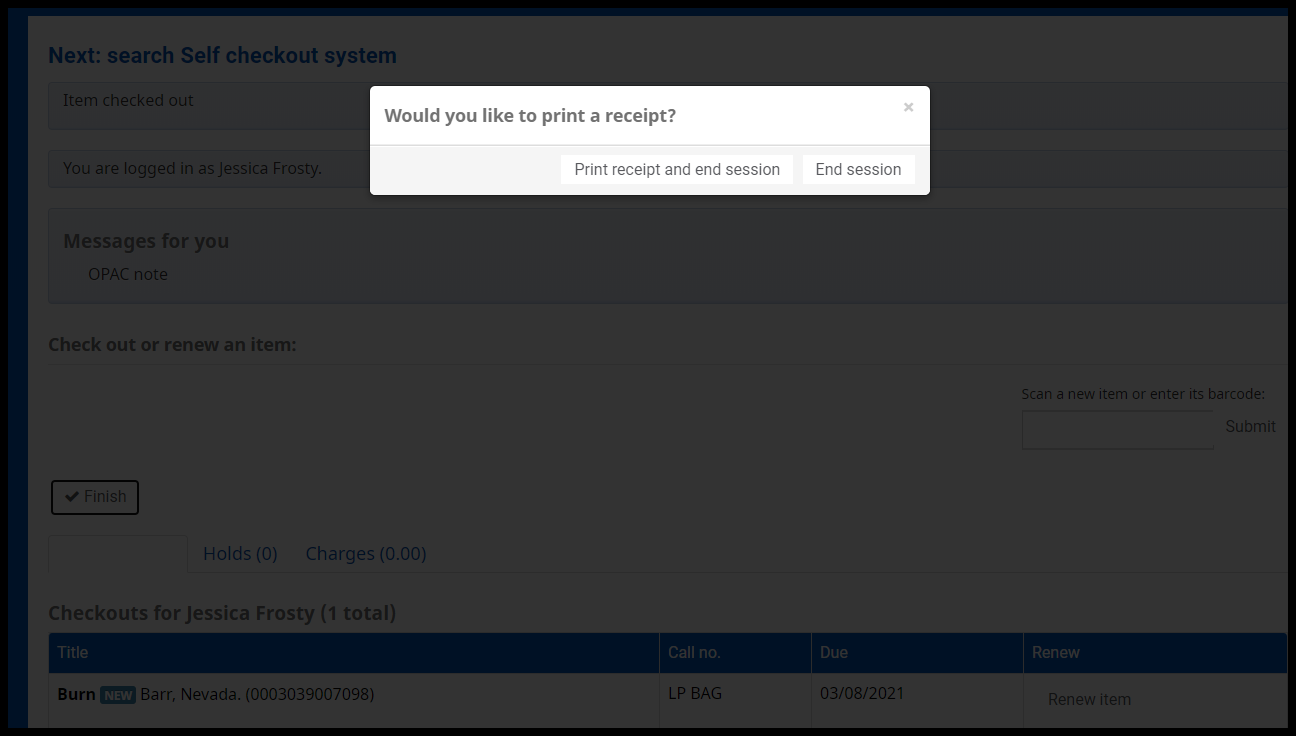 Next: search Self checkout system
Item checked out
Would you like to print a receipt?
×
You are logged in as Jessica Frosty.
Print receipt and end session
End session
Messages for you
OPAC note
Check out or renew an item:
Scan a new item or enter its barcode:
Submit
Finish
Holds (0)
Charges (0.00)
Checkouts for Jessica Frosty (1 total)
Title Call no. Due Renew
Burn NEW Barr, Nevada. (0003039007098) LP BAG 03/08/2021 Renew item